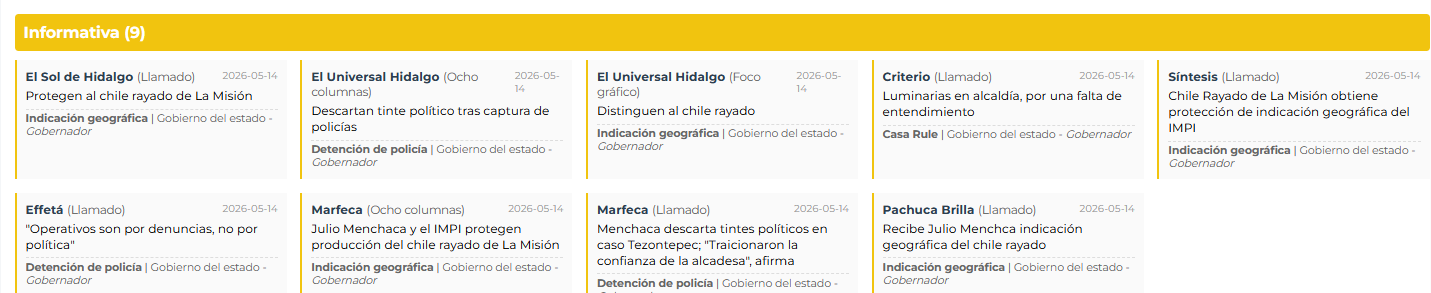 Informativa (9)
El Sol de Hidalgo (Llamado) 2026-05-14
Protegen al chile rayado de La Misión
Indicación geográfica | Gobierno del estado -
Gobernador
El Universal Hidalgo (Ocho 2026-05-
columnas) 14
Descartan tinte político tras captura de
policías
Detención de policía | Gobierno del estado -
Gobernador
El Universal Hidalgo (Foco 2026-05-
gráfico) 14
Distinguen al chile rayado
Indicación geográfica | Gobierno del estado -
Gobernador
Criterio (Llamado) 2026-05-14
Luminarias en alcaldía, por una falta de
entendimiento
Casa Rule | Gobierno del estado - Gobernador
Síntesis (Llamado) 2026-05-14
Chile Rayado de La Misión obtiene
protección de indicación geográfica del
IMPI
Indicación geográfica | Gobierno del estado -
Gobernador
Effetá (Llamado) 2026-05-14
"Operativos son por denuncias, no por
política"
Detención de policía | Gobierno del estado -
Gobernador
Marfeca (Ocho columnas) 2026-05-14
Julio Menchaca y el IMPI protegen
producción del chile rayado de La Misión
Indicación geográfica | Gobierno del estado -
Gobernador
Marfeca (Llamado) 2026-05-14
Menchaca descarta tintes políticos en
caso Tezontepec; "Traicionaron la
confianza de la alcadesa", afirma
Detención de policía | Gobierno del estado -
Pachuca Brilla (Llamado) 2026-05-14
Recibe Julio Menchca indicación
geográfica del chile rayado
Indicación geográfica | Gobierno del estado -
Gobernador